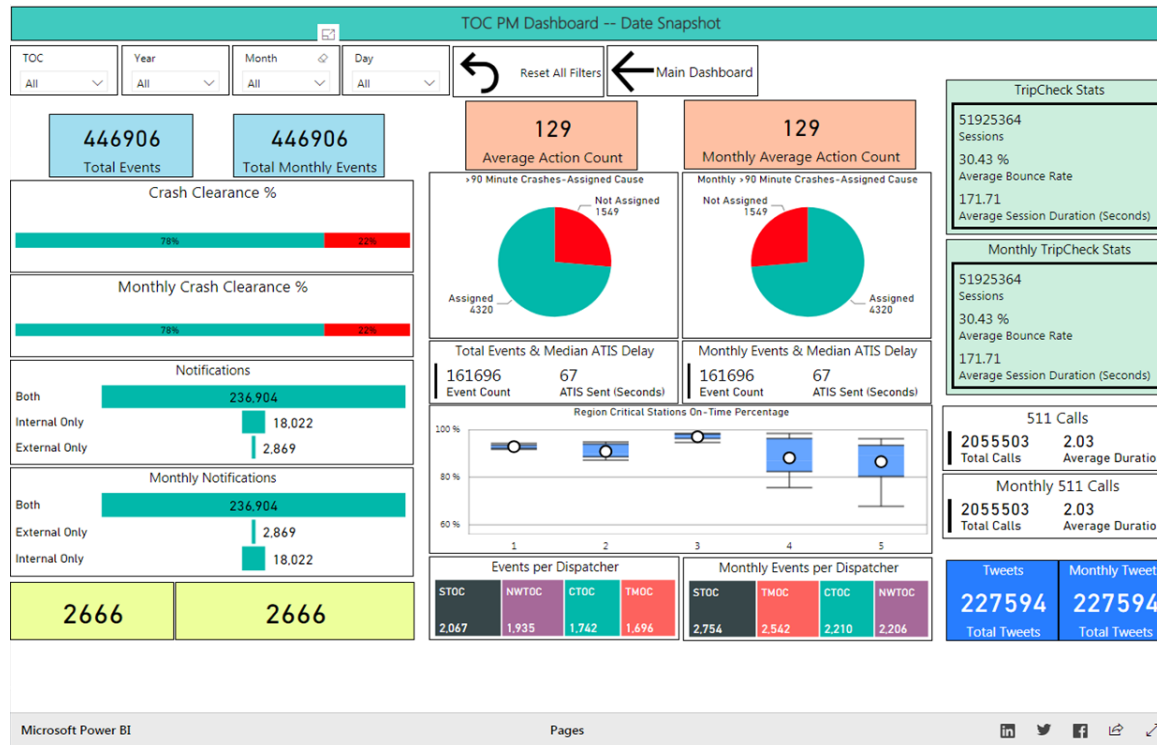 TOC PM Dashboard -- Date Snapshot
TOC
All
Year
All
Month
All
Day
All
Reset All Filters
Main Dashboard
446906
Total Events
446906
Total Monthly Events
129
Average Action Count
129
Monthly Average Action Count
TripCheck Stats
51925364
Sessions
30.43 %
Average Bounce Rate
171.71
Average Session Duration (Seconds)
Crash Clearance %
78%
22%
Monthly Crash Clearance %
78%
22%
>90 Minute Crashes-Assigned Cause
Not Assigned
1549
Assigned
4320
Monthly >90 Minute Crashes-Assigned Cause
Not Assigned
1549
Assigned
4320
Monthly TripCheck Stats
51925364
Sessions
30.43 %
Average Bounce Rate
171.71
Average Session Duration (Seconds)
Total Events & Median ATIS Delay
161696
Event Count
67
ATIS Sent (Seconds)
Monthly Events & Median ATIS Delay
161696
Event Count
67
ATIS Sent (Seconds)
Notifications
Both
236,904
Internal Only
18,022
External Only
2,869
Monthly Notifications
Both
236,904
External Only
2,869
Internal Only
18,022
Region Critical Stations On-Time Percentage
100 %
80 %
60 %
1
2
3
4
5
511 Calls
2055503
Total Calls
2.03
Average Duratio
Monthly 511 Calls
2055503
Total Calls
2.03
Average Duratio
2666
2666
Events per Dispatcher
STOC
2,067
NWTOC
1,935
CTOC
1,742
TMOC
1,696
Monthly Events per Dispatcher
STOC
2,754
TMOC
2,542
CTOC
2,210
NWTOC
2,206
Tweets
227594
Total Tweets
Monthly Tweet
227594
Total Tweets
Microsoft Power BI
Pages